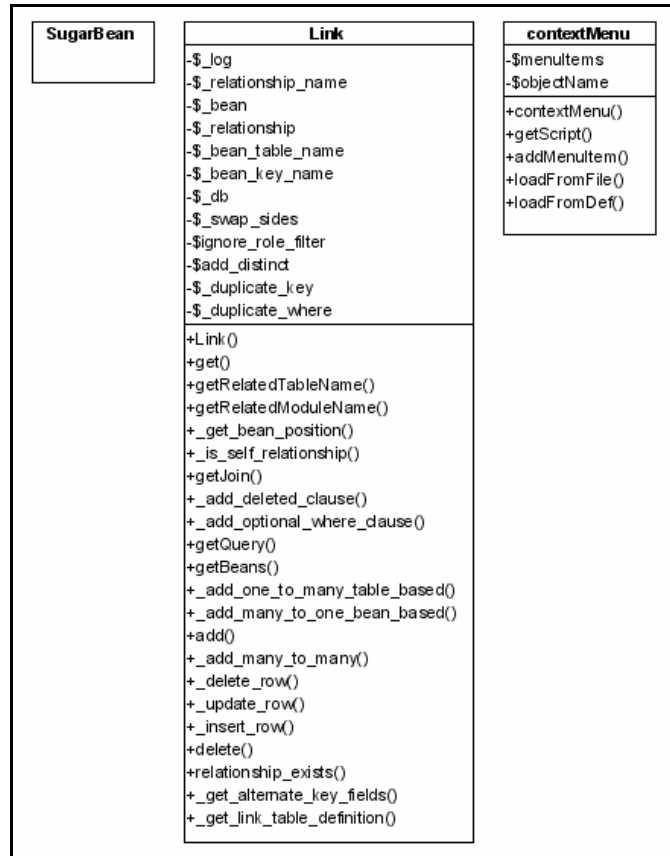 SugarBean
Link
-$_log
-$_relationship_name
-$_bean
-$_relationship
-$_bean_table_name
-$_bean_key_name
-$_db
-$_swap_sides
-$ignore_role_filter
-$add_distinct
-$_duplicate_key
-$_duplicate_where
+Link()
+get()
+getRelatedTableName()
+getRelatedModuleName()
+_get_bean_position()
+_is_self_relationship()
+getJoin()
+_add_deleted_clause()
+_add_optional_where_clause()
+getQuery()
+getBeans()
+_add_one_to_many_table_based()
+_add_many_to_one_bean_based()
+add()
+_add_many_to_many()
+_delete_row()
+_update_row()
+_insert_row()
+delete()
+relationship_exists()
+_get_alternate_key_fields()
+_get_link_table_definition()
contextMenu
-$menuItems
-$objectName
+contextMenu()
+getScript()
+addMenuItem()
+loadFromFile()
+loadFromDef()